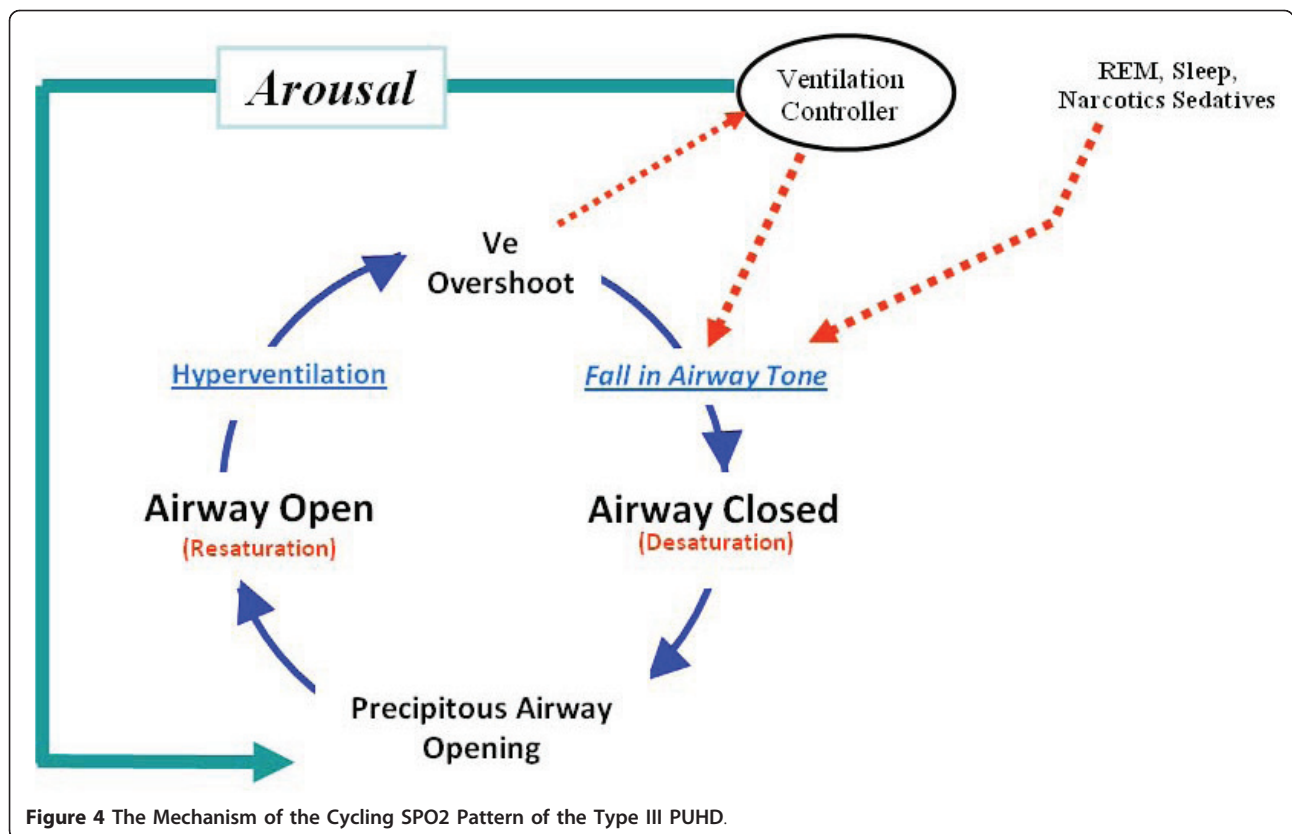 Arousal
Ventilation
Controller
REM, Sleep,
Narcotics Sedatives
Ve
Overshoot
Hyperventilation
Fall in Airway Tone
Airway Open
(Resaturation)
Airway Closed
(Desaturation)
Precipitous Airway
Opening
Figure 4 The Mechanism of the Cycling SPO2 Pattern of the Type III PUHD.